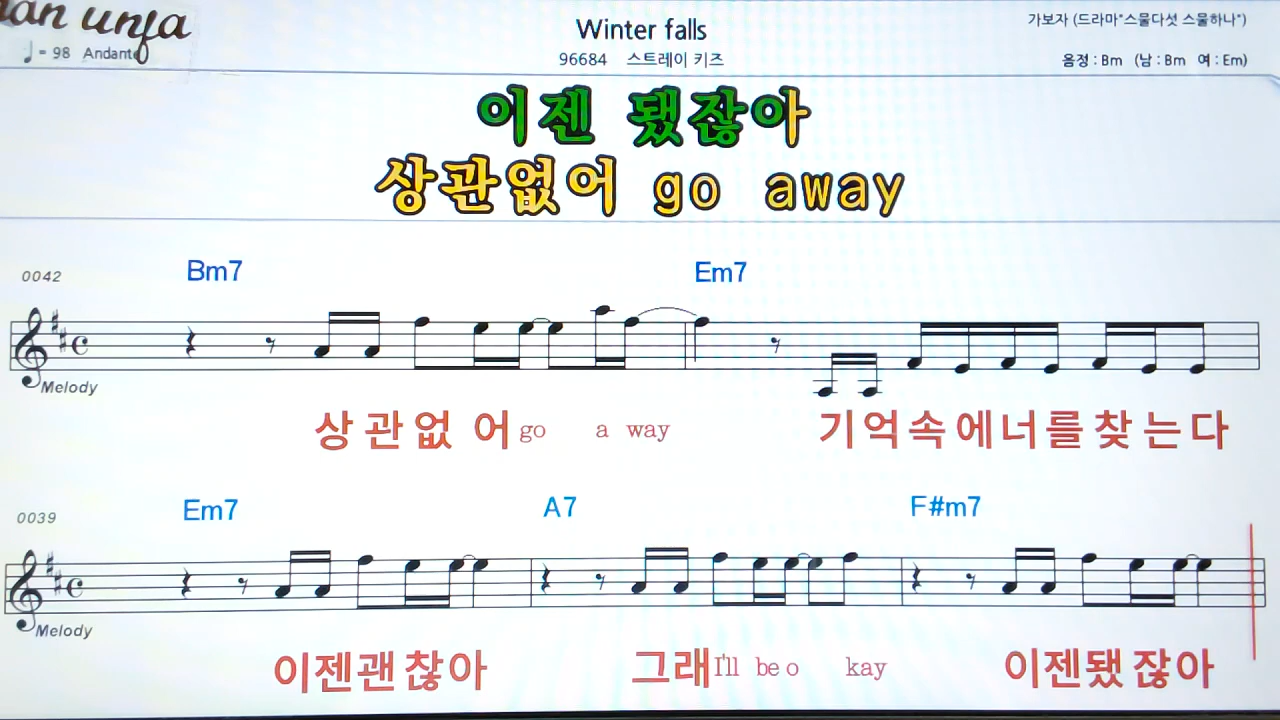 unfa
Winter falls
가보자 (드라마"스물다섯 스물하나")
♩= 98 Andante
96684 스트레이 키즈
음정 : Bm (남 : Bm 여 : Em)
이젠 됐잖아
상관없어 go away
0042 Bm7 Em7
Melody
상관없어 go a way 기억속에너를찾는다
0039 Em7 A7 F#m7
Melody
이젠괜찮아 그래 I'll be o kay 이젠됐잖아